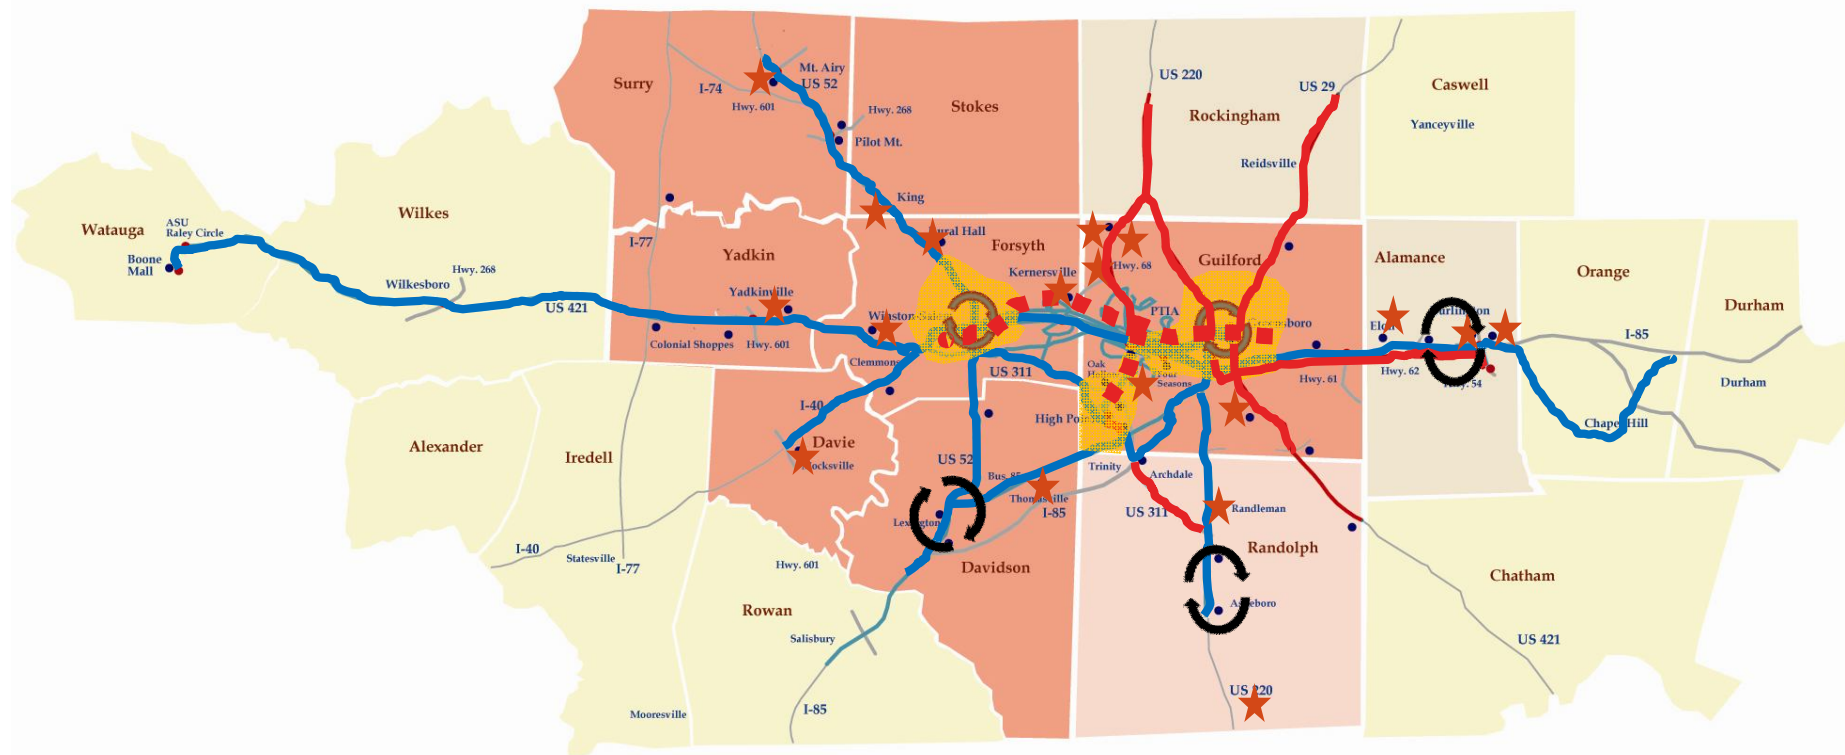 Surry
I-74
Mt. Airy
US 52
Hwy. 601
Hwy. 268
Pilot Mt.
Stokes
US 220
US 29
Rockingham
Reidsville
Caswell
Yanceyville
Watauga
ASU
Raley Circle
Boone
Mall
Wilkes
Wilkesboro
Hwy. 268
US 421
I-77
Yadkin
Yadkinville
Colonial Shoppes
Hwy. 601
King
Hall
Forsyth
Kernersville
Clemmons
Hwy. 68
PTIA
Guilford
US 311
Oak
Seasons
High
Alamance
Hwy. 61
Hwy. 62
Orange
I-85
Durham
Durham
Chapel Hill
Alexander
Iredell
I-40
Davie
US 52
Bus. 85
I-85
Trinity
Archdale
US 311
Randleman
Randolph
Davidson
I-40
Statesville
I-77
Hwy. 601
Rowan
Salisbury
Mooresville
I-85
US 220
Chatham
US 421